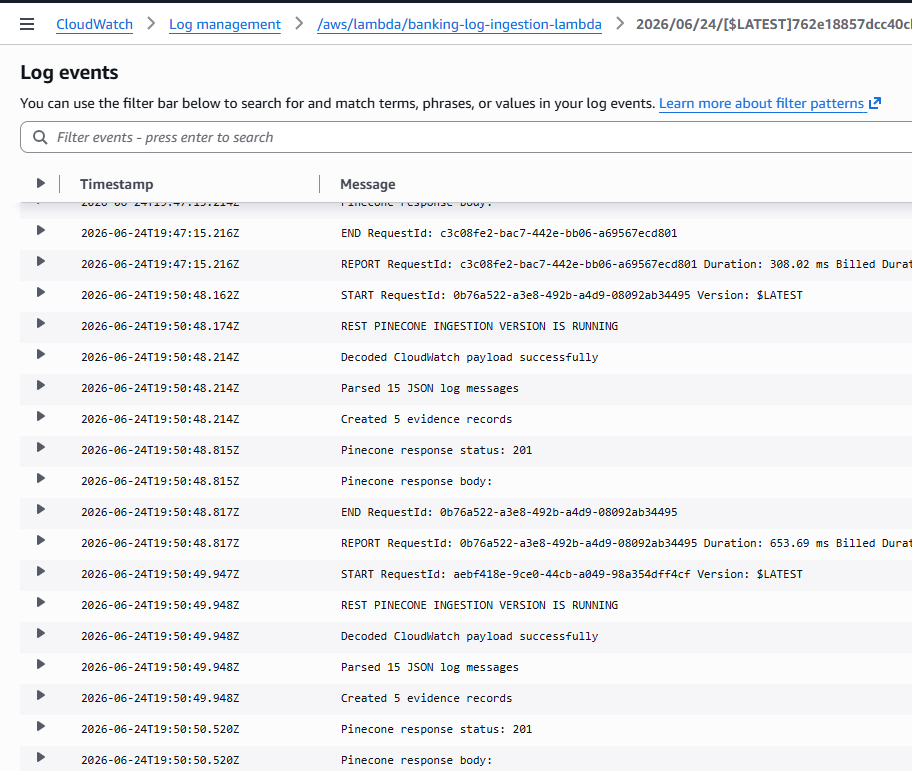 CloudWatch > Log management > /aws/lambda/banking-log-ingestion-lambda > 2026/06/24/[$LATEST]762e18857dcc40c
Log events
You can use the filter bar below to search for and match terms, phrases, or values in your log events. Learn more about filter patterns
Filter events - press enter to search
Timestamp Message
2026-06-24T19:47:15.214Z Pinecone response body:
2026-06-24T19:47:15.216Z END RequestId: c3c08fe2-bac7-442e-bb06-a69567ecd801
2026-06-24T19:47:15.216Z REPORT RequestId: c3c08fe2-bac7-442e-bb06-a69567ecd801 Duration: 308.02 ms Billed Durat
2026-06-24T19:50:48.162Z START RequestId: 0b76a522-a3e8-492b-a4d9-08092ab34495 Version: $LATEST
2026-06-24T19:50:48.174Z REST PINECONE INGESTION VERSION IS RUNNING
2026-06-24T19:50:48.214Z Decoded CloudWatch payload successfully
2026-06-24T19:50:48.214Z Parsed 15 JSON log messages
2026-06-24T19:50:48.214Z Created 5 evidence records
2026-06-24T19:50:48.815Z Pinecone response status: 201
2026-06-24T19:50:48.815Z Pinecone response body:
2026-06-24T19:50:48.817Z END RequestId: 0b76a522-a3e8-492b-a4d9-08092ab34495
2026-06-24T19:50:48.817Z REPORT RequestId: 0b76a522-a3e8-492b-a4d9-08092ab34495 Duration: 653.69 ms Billed Durat
2026-06-24T19:50:49.947Z START RequestId: aebf418e-9ce0-44cb-a049-98a354dff4cf Version: $LATEST
2026-06-24T19:50:49.948Z REST PINECONE INGESTION VERSION IS RUNNING
2026-06-24T19:50:49.948Z Decoded CloudWatch payload successfully
2026-06-24T19:50:49.948Z Parsed 15 JSON log messages
2026-06-24T19:50:49.948Z Created 5 evidence records
2026-06-24T19:50:50.520Z Pinecone response status: 201
2026-06-24T19:50:50.520Z Pinecone response body: